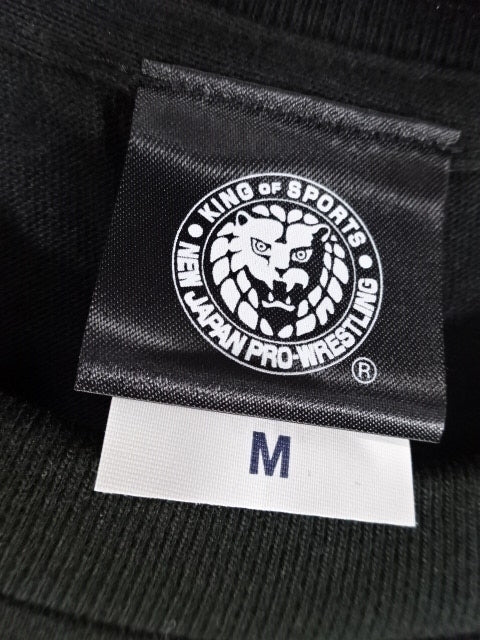 KING OF SPORTS
NEW JAPAN PRO-WRESTLING
®
M